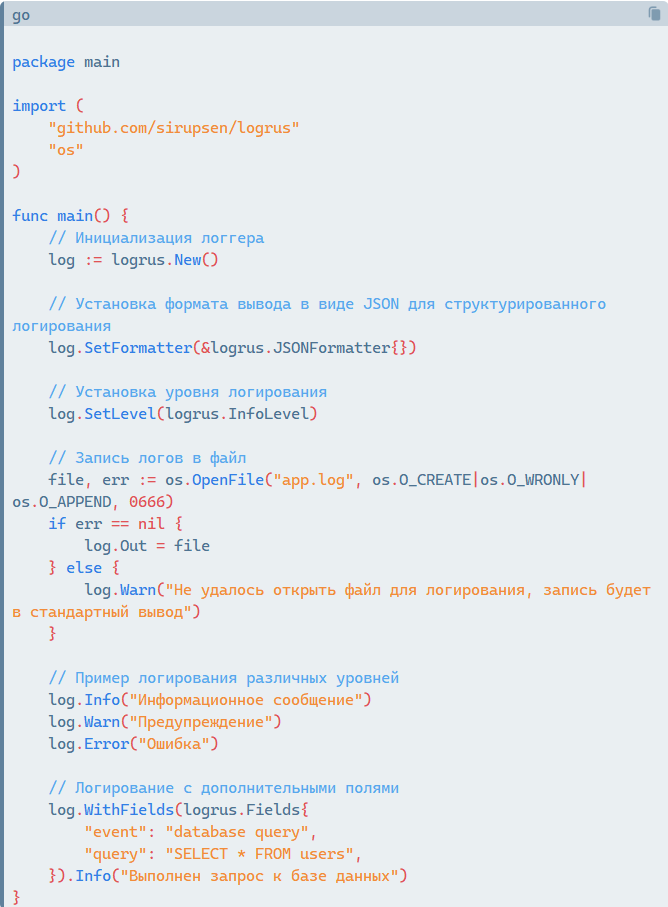 go
package main
import (
    "github.com/sirupsen/logrus"
    "os"
)
func main() {
    // Инициализация логгера
    log := logrus.New()
    // Установка формата вывода в виде JSON для структурированного
логирования
    log.SetFormatter(&logrus.JSONFormatter{})
    // Установка уровня логирования
    log.SetLevel(logrus.InfoLevel)
    // Запись логов в файл
    file, err := os.OpenFile("app.log", os.O_CREATE|os.O_WRONLY|
os.O_APPEND, 0666)
    if err == nil {
        log.Out = file
    } else {
        log.Warn("Не удалось открыть файл для логирования, запись будет
в стандартный вывод")
    }
    // Пример логирования различных уровней
    log.Info("Информационное сообщение")
    log.Warn("Предупреждение")
    log.Error("Ошибка")
    // Логирование с дополнительными полями
    log.WithFields(logrus.Fields{
        "event": "database query",
        "query": "SELECT * FROM users",
    }).Info("Выполнен запрос к базе данных")
}